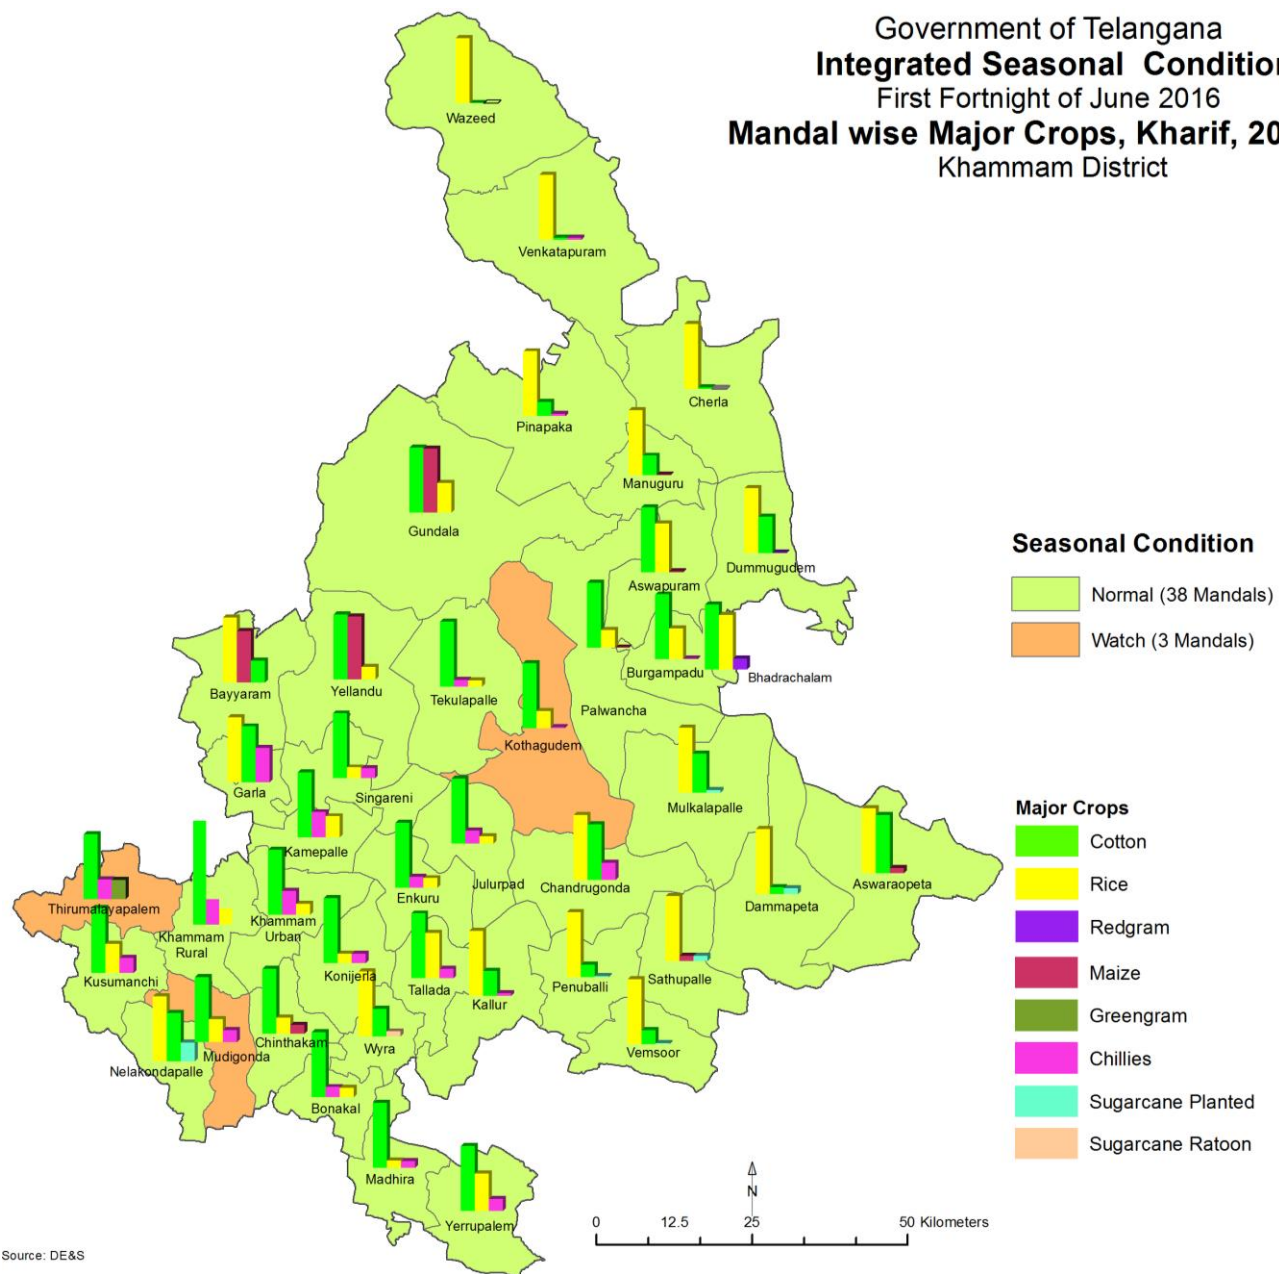 Government of Telangana
Integrated Seasonal Condition
First Fortnight of June 2016
Mandal wise Major Crops, Kharif, 20
Khammam District
Wazeed
Venkatapuram
Cherla
Pinapaka
Manuguru
Gundala
Dummugudem
Aswapuram
Seasonal Condition
Normal (38 Mandals)
Watch (3 Mandals)
Burgampadu
Bhadrachalam
Bayyaram
Yellandu
Tekulapalle
Palwancha
Kothagudem
Garla
Singareni
Mulkalapalle
Major Crops
Cotton
Rice
Redgram
Maize
Greengram
Chillies
Sugarcane Planted
Sugarcane Ratoon
Kamepalle
Julurpad
Chandrugonda
Aswaraopeta
Enkuru
Dammapeta
Thirumalayapalem
Khammam
Rural
Khammam
Urban
Kusumanchi
Konijerla
Tallada
Kallur
Penuballi
Sathupalle
Chinthakam
Wyra
Vemsoor
Mudigonda
Nelakondapalle
Bonakal
Madhira
Yerrupalem
N
0 12.5 25 50 Kilometers
Source: DE&S